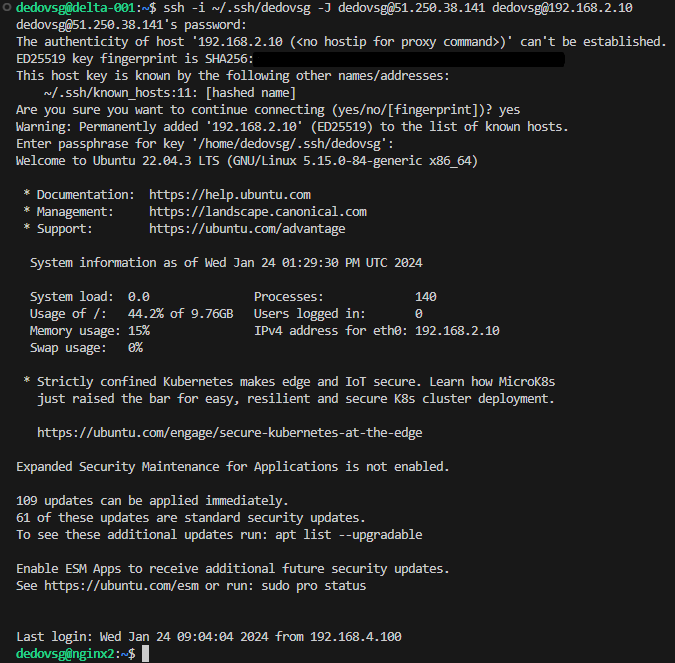 dedovsg@delta-001:~$ ssh -i ~/.ssh/dedovsg -J dedovsg@51.250.38.141 dedovsg@192.168.2.10
dedovsg@51.250.38.141's password:
The authenticity of host '192.168.2.10 (<no hostip for proxy command>)' can't be established.
ED25519 key fingerprint is SHA256:
This host key is known by the following other names/addresses:
    ~/.ssh/known_hosts:11: [hashed name]
Are you sure you want to continue connecting (yes/no/[fingerprint])? yes
Warning: Permanently added '192.168.2.10' (ED25519) to the list of known hosts.
Enter passphrase for key '/home/dedovsg/.ssh/dedovsg':
Welcome to Ubuntu 22.04.3 LTS (GNU/Linux 5.15.0-84-generic x86_64)

 * Documentation:  https://help.ubuntu.com
 * Management:     https://landscape.canonical.com
 * Support:        https://ubuntu.com/advantage

  System information as of Wed Jan 24 01:29:30 PM UTC 2024

  System load:  0.0               Processes:             140
  Usage of /:   44.2% of 9.76GB   Users logged in:       0
  Memory usage: 15%               IPv4 address for eth0: 192.168.2.10
  Swap usage:   0%

 * Strictly confined Kubernetes makes edge and IoT secure. Learn how MicroK8s
   just raised the bar for easy, resilient and secure K8s cluster deployment.

   https://ubuntu.com/engage/secure-kubernetes-at-the-edge

Expanded Security Maintenance for Applications is not enabled.

109 updates can be applied immediately.
61 of these updates are standard security updates.
To see these additional updates run: apt list --upgradable

Enable ESM Apps to receive additional future security updates.
See https://ubuntu.com/esm or run: sudo pro status


Last login: Wed Jan 24 09:04:04 2024 from 192.168.4.100
dedovsg@nginx2:~$